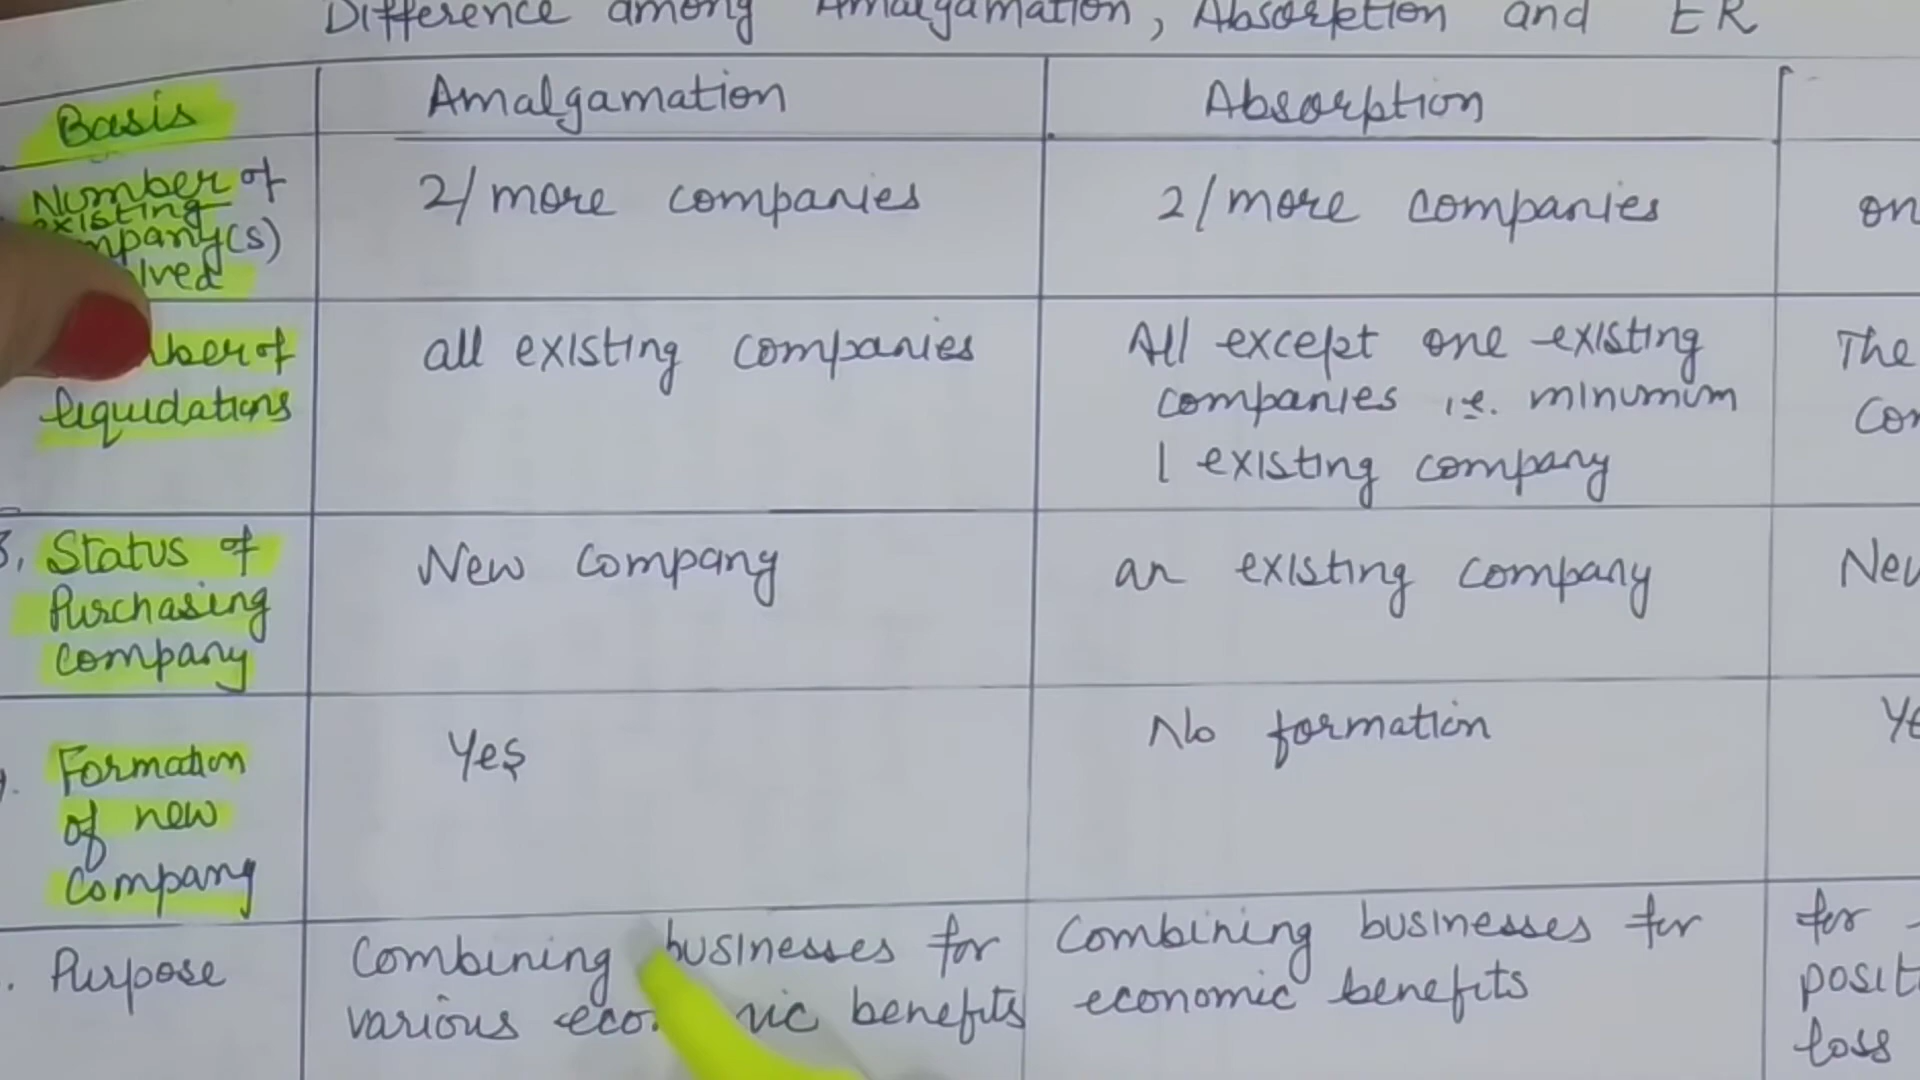 Difference among Amalgamation, Absorption and ER
Basis
Amalgamation
Absorption
Number of
existing
company(s)
2/more companies
2/more companies
liquidations
all existing companies
All except one existing
companies i.e. minimum
1 existing company
The
3. Status of
Purchasing
company
New Company
an existing company
Formation
of new
Company
Yes
No formation
Purpose
Combining businesses for
various benefits
Combining businesses for
economic benefits
for
loss